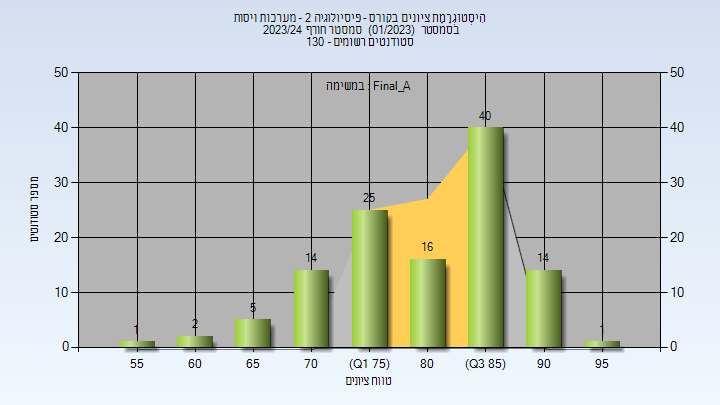 היסטוגרמת ציונים בקורס - פיסיולוגיה 2 - מערכות ויסות
בסמסטר (01/2023) סמסטר חורף 2023/24
סטודנטים רשומים - 130
במשימה : Final_A
50 50
40 40
30 30
20 20
10 10
0 0
מספר סטודנטים
1 2 5 14 25 16 40 14 1
55 60 65 70 (Q1 75) 80 (Q3 85) 90 95
טווח ציונים